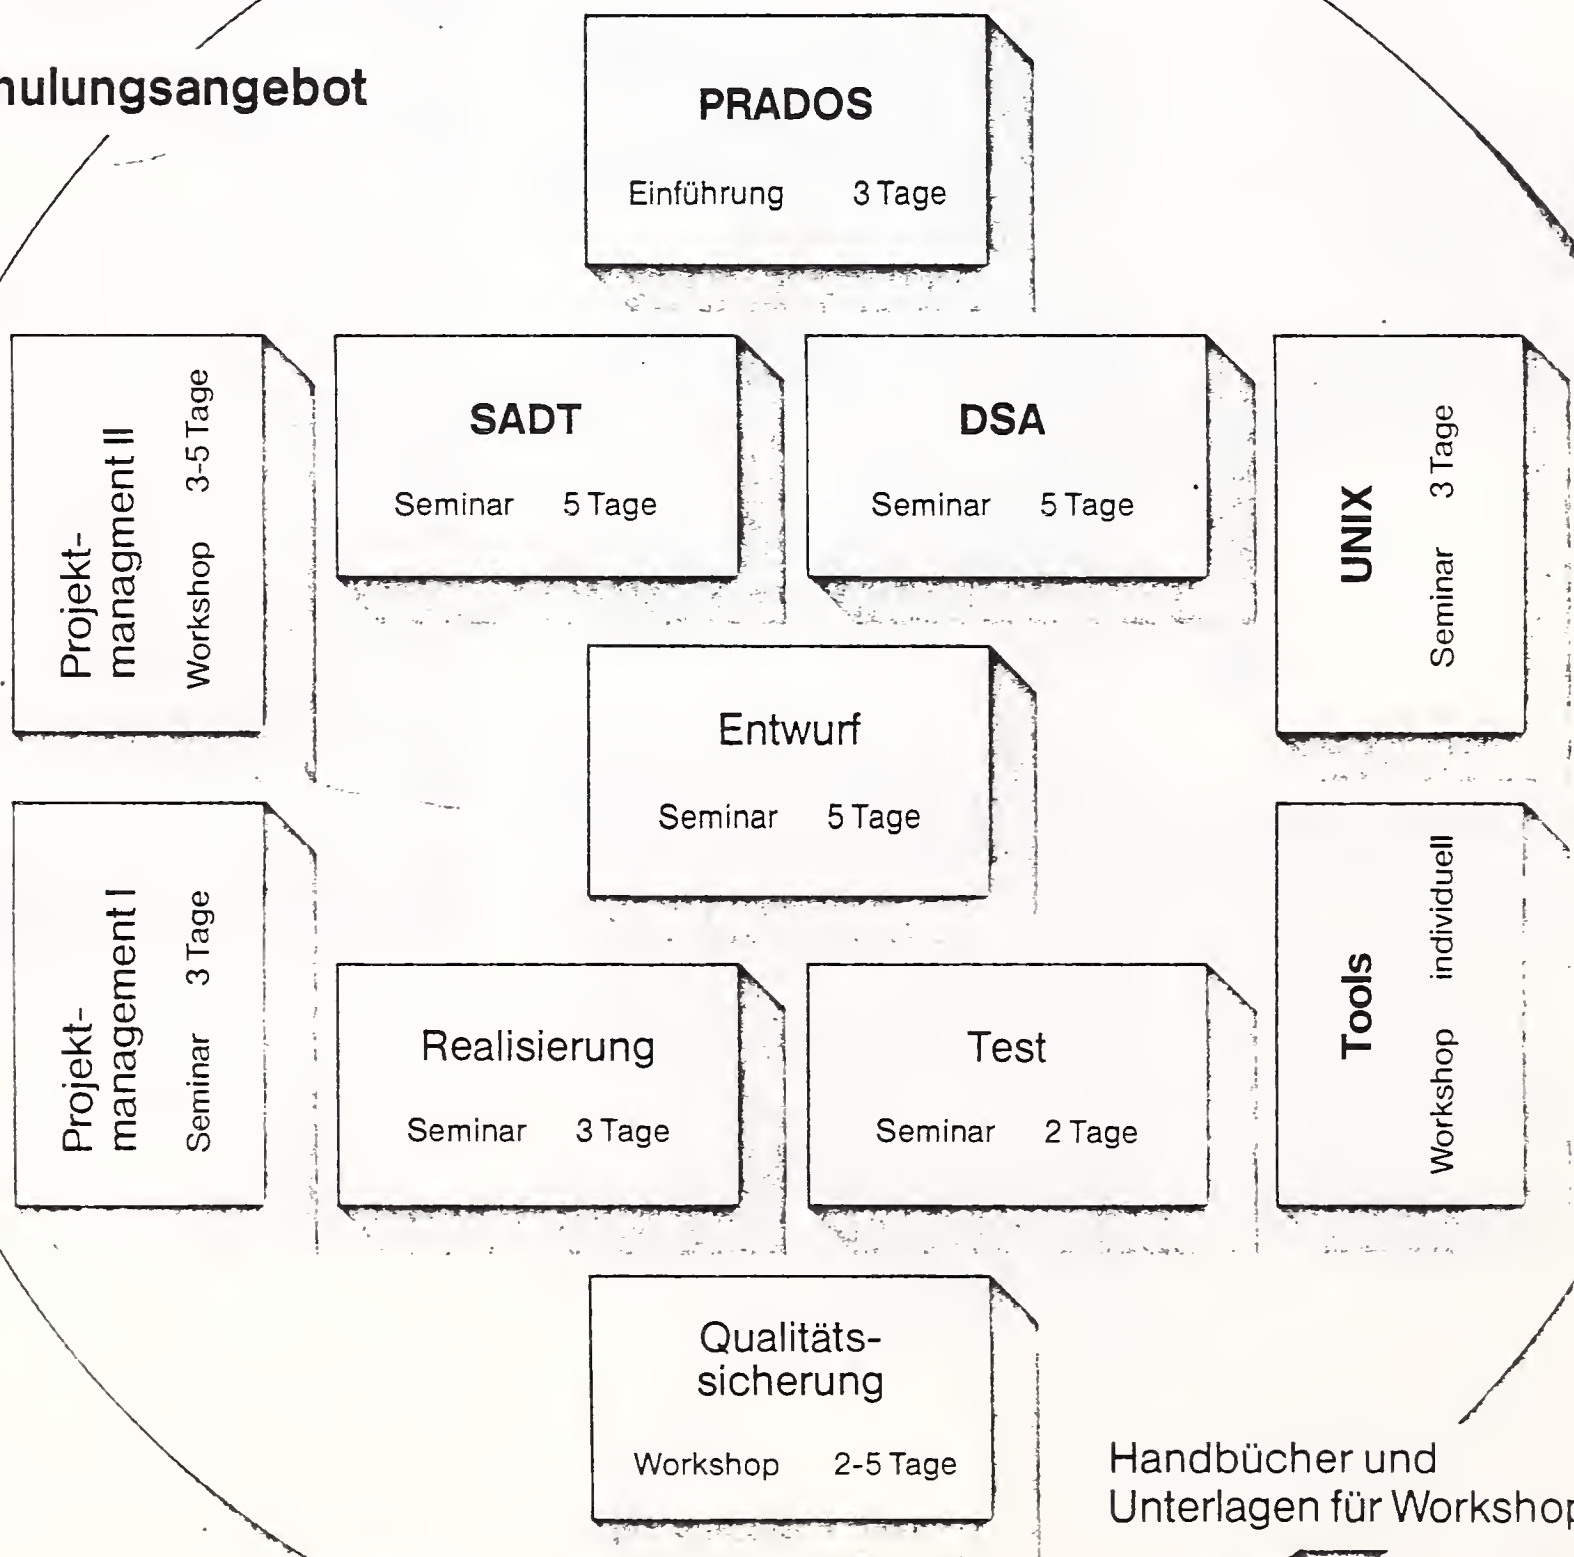 hulungsangebot
PRADOS
Einführung 3 Tage
Projekt-
managment II
Workshop 3-5 Tage
SADT
Seminar 5 Tage
DSA
Seminar 5 Tage
UNIX
Seminar 3 Tage
Entwurf
Seminar 5 Tage
Projekt-
management I
Seminar 3 Tage
Realisierung
Seminar 3 Tage
Test
Seminar 2 Tage
Tools
Workshop individuell
Qualitäts-
sicherung
Workshop 2-5 Tage
Handbücher und
Unterlagen für Workshop